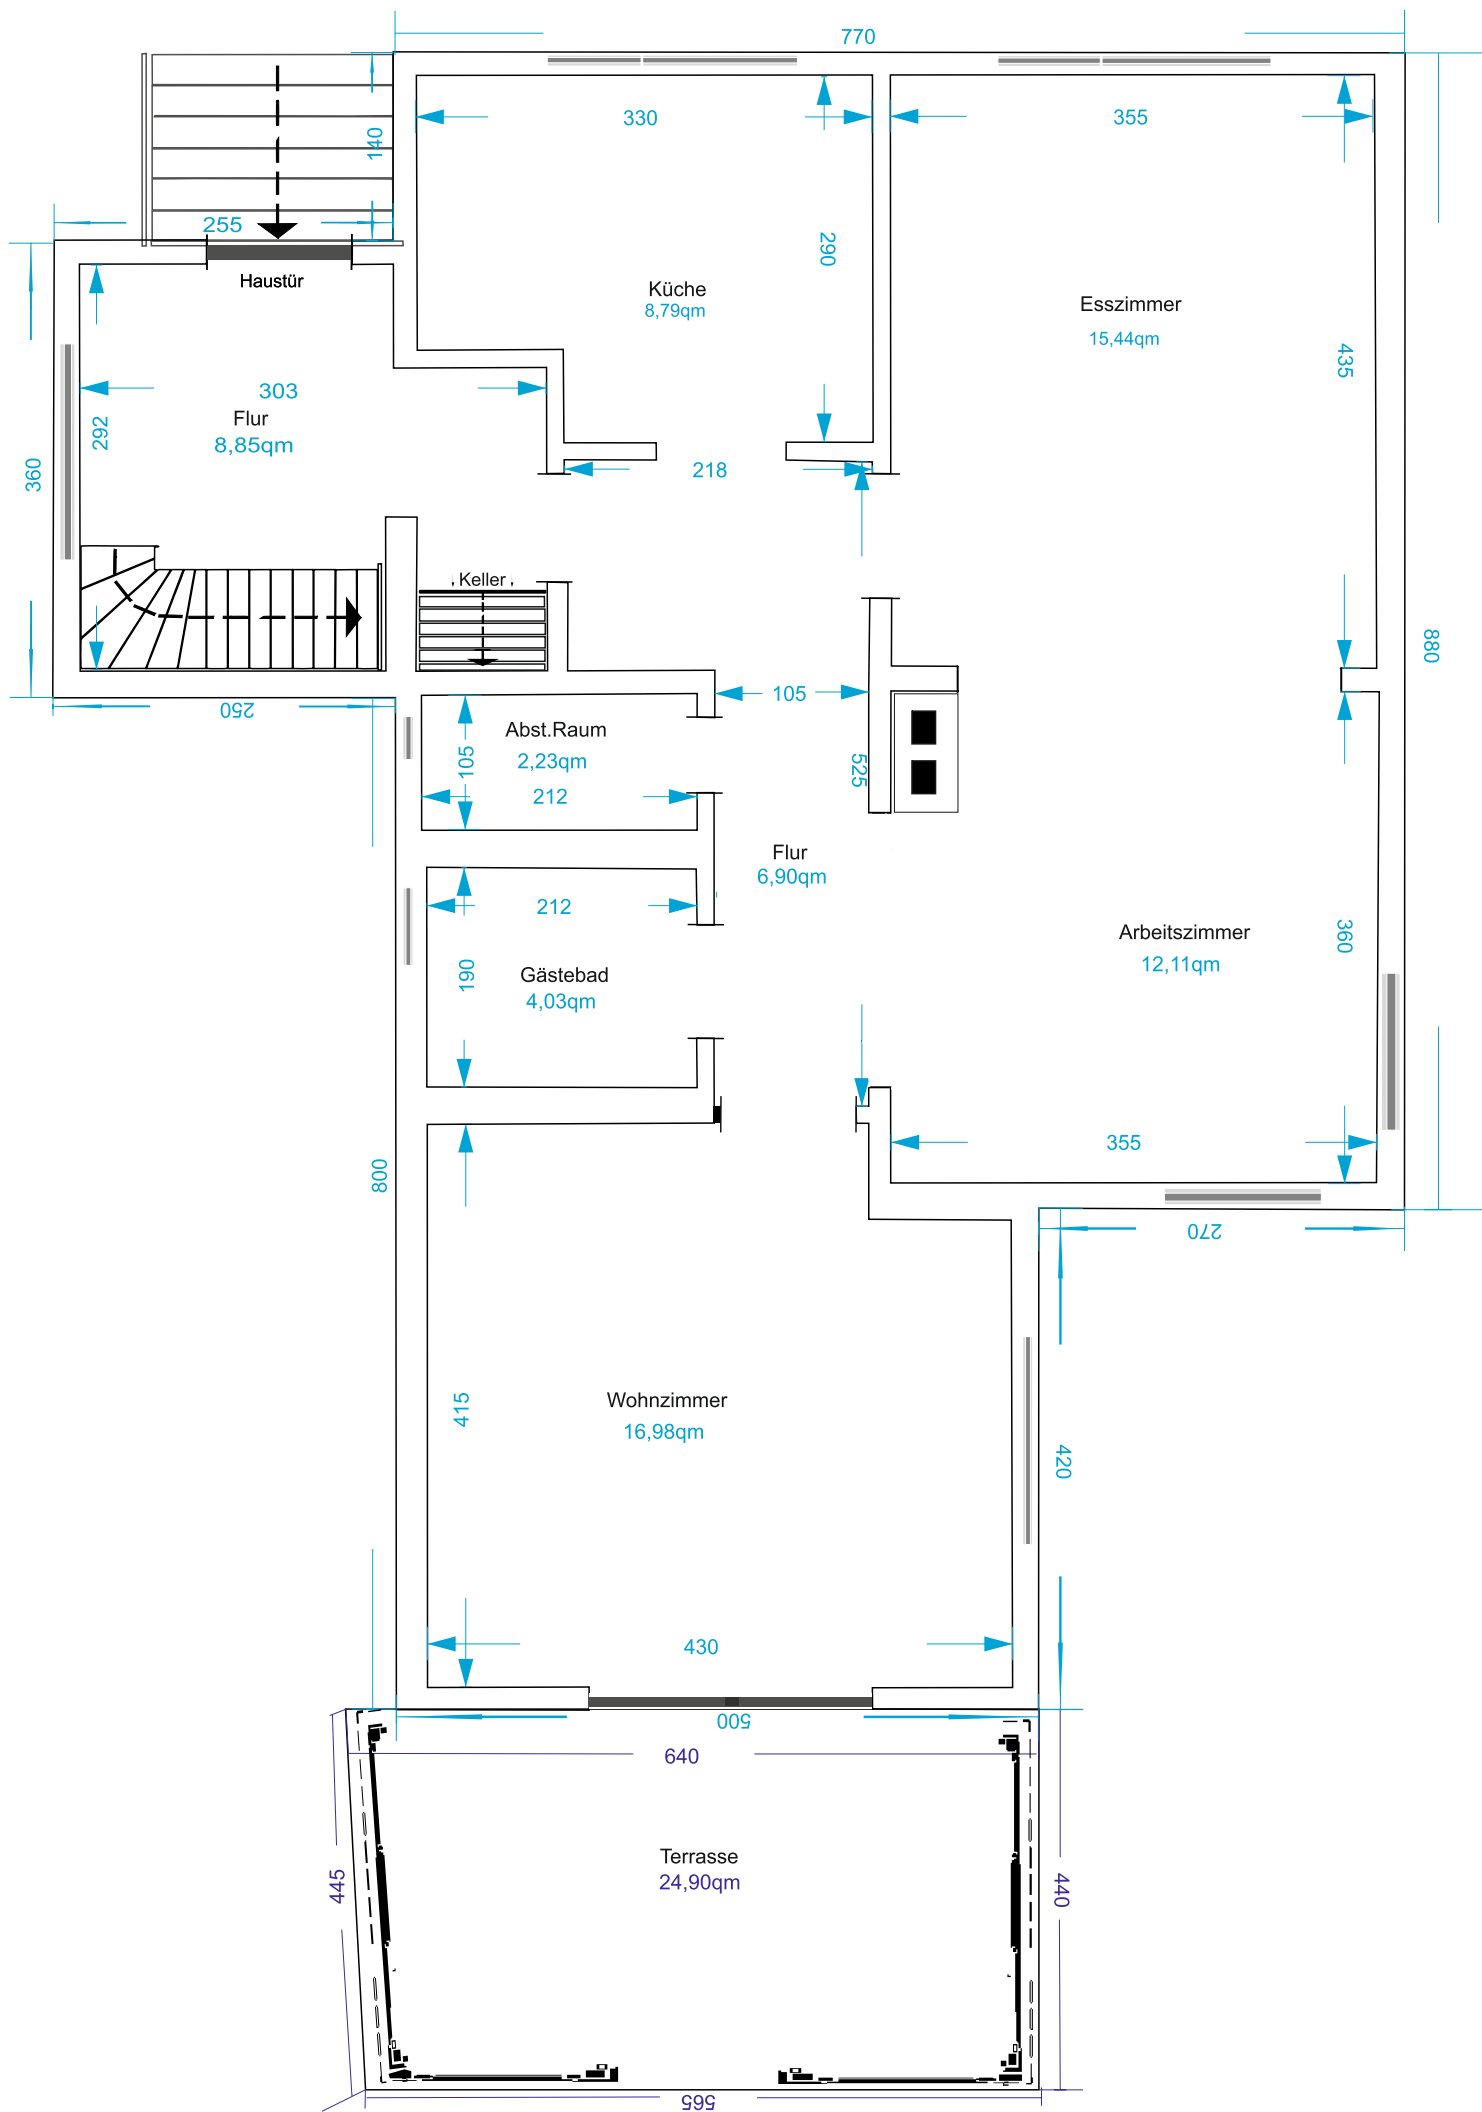 770
140
330
355
255
Haustür
290
Küche
8,79qm
Esszimmer
15,44qm
435
303
Flur
8,85qm
292
360
218
Keller
880
105
250
Abst.Raum
2,23qm
105
212
525
Flur
6,90qm
212
Gästebad
4,03qm
190
Arbeitszimmer
12,11qm
360
355
800
270
415
Wohnzimmer
16,98qm
420
430
500
640
Terrasse
24,90qm
445
440
565